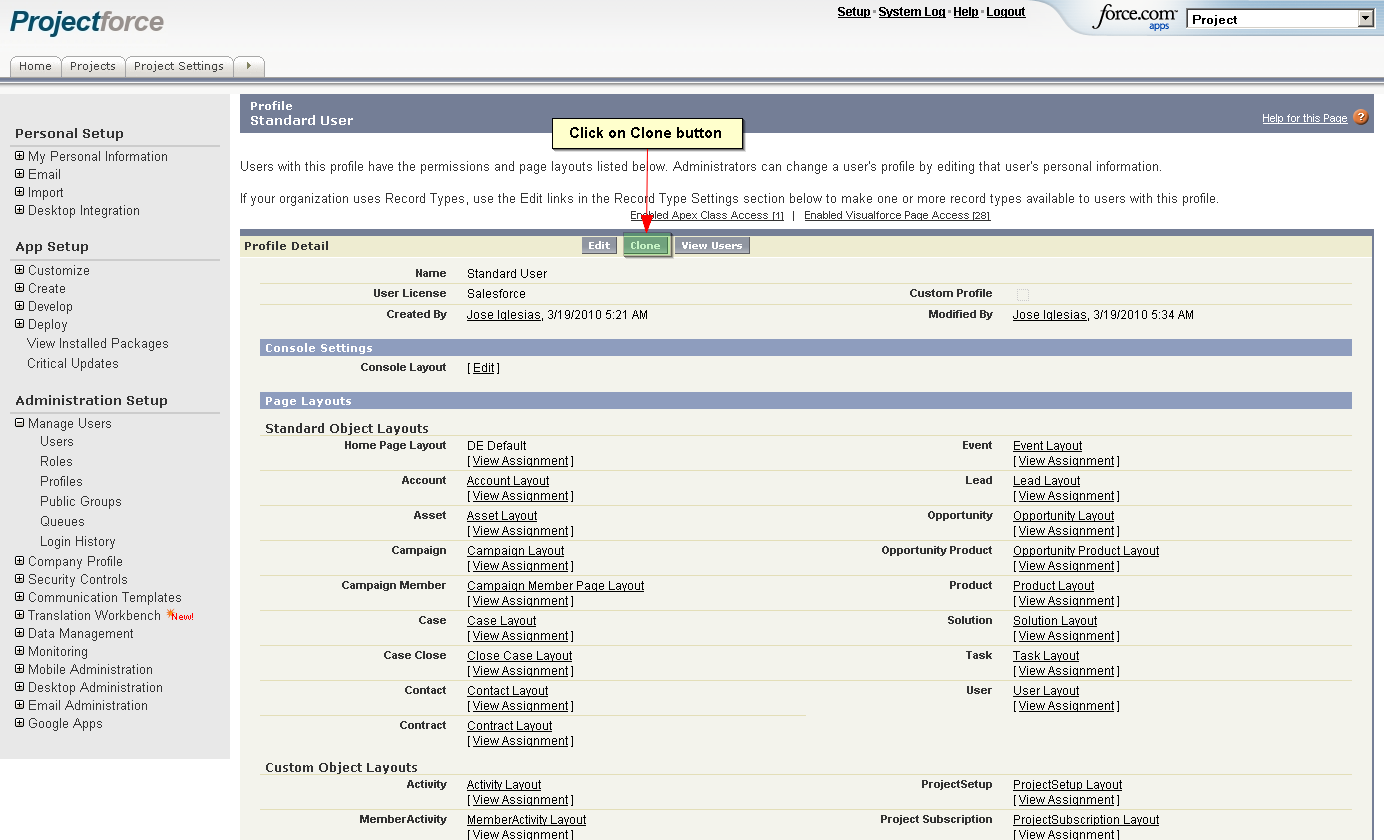 Projectforce
Setup · System Log · Help · Logout
force.com apps
Project
Home
Projects
Project Settings
Personal Setup
My Personal Information
Email
Import
Desktop Integration
App Setup
Customize
Create
Develop
Deploy
View Installed Packages
Critical Updates
Administration Setup
Manage Users
Users
Roles
Profiles
Public Groups
Queues
Login History
Company Profile
Security Controls
Communication Templates
Translation Workbench New!
Data Management
Monitoring
Mobile Administration
Desktop Administration
Email Administration
Google Apps
Profile
Standard User
Help for this Page ?
Click on Clone button
Users with this profile have the permissions and page layouts listed below. Administrators can change a user's profile by editing that user's personal information.
If your organization uses Record Types, use the Edit links in the Record Type Settings section below to make one or more record types available to users with this profile.
Enabled Apex Class Access [1] | Enabled Visualforce Page Access [28]
Profile Detail
Edit
Clone
View Users
Name Standard User
User License Salesforce
Custom Profile
Created By Jose Iglesias, 3/19/2010 5:21 AM
Modified By Jose Iglesias, 3/19/2010 5:34 AM
Console Settings
Console Layout [ Edit ]
Page Layouts
Standard Object Layouts
Home Page Layout DE Default
[ View Assignment ]
Event Event Layout
[ View Assignment ]
Account Account Layout
[ View Assignment ]
Lead Lead Layout
[ View Assignment ]
Asset Asset Layout
[ View Assignment ]
Opportunity Opportunity Layout
[ View Assignment ]
Campaign Campaign Layout
[ View Assignment ]
Opportunity Product Opportunity Product Layout
[ View Assignment ]
Campaign Member Campaign Member Page Layout
[ View Assignment ]
Product Product Layout
[ View Assignment ]
Case Case Layout
[ View Assignment ]
Solution Solution Layout
[ View Assignment ]
Case Close Close Case Layout
[ View Assignment ]
Task Task Layout
[ View Assignment ]
Contact Contact Layout
[ View Assignment ]
User User Layout
[ View Assignment ]
Contract Contract Layout
[ View Assignment ]
Custom Object Layouts
Activity Activity Layout
[ View Assignment ]
ProjectSetup ProjectSetup Layout
[ View Assignment ]
MemberActivity MemberActivity Layout
[ View Assignment ]
Project Subscription ProjectSubscription Layout
[ View Assignment ]